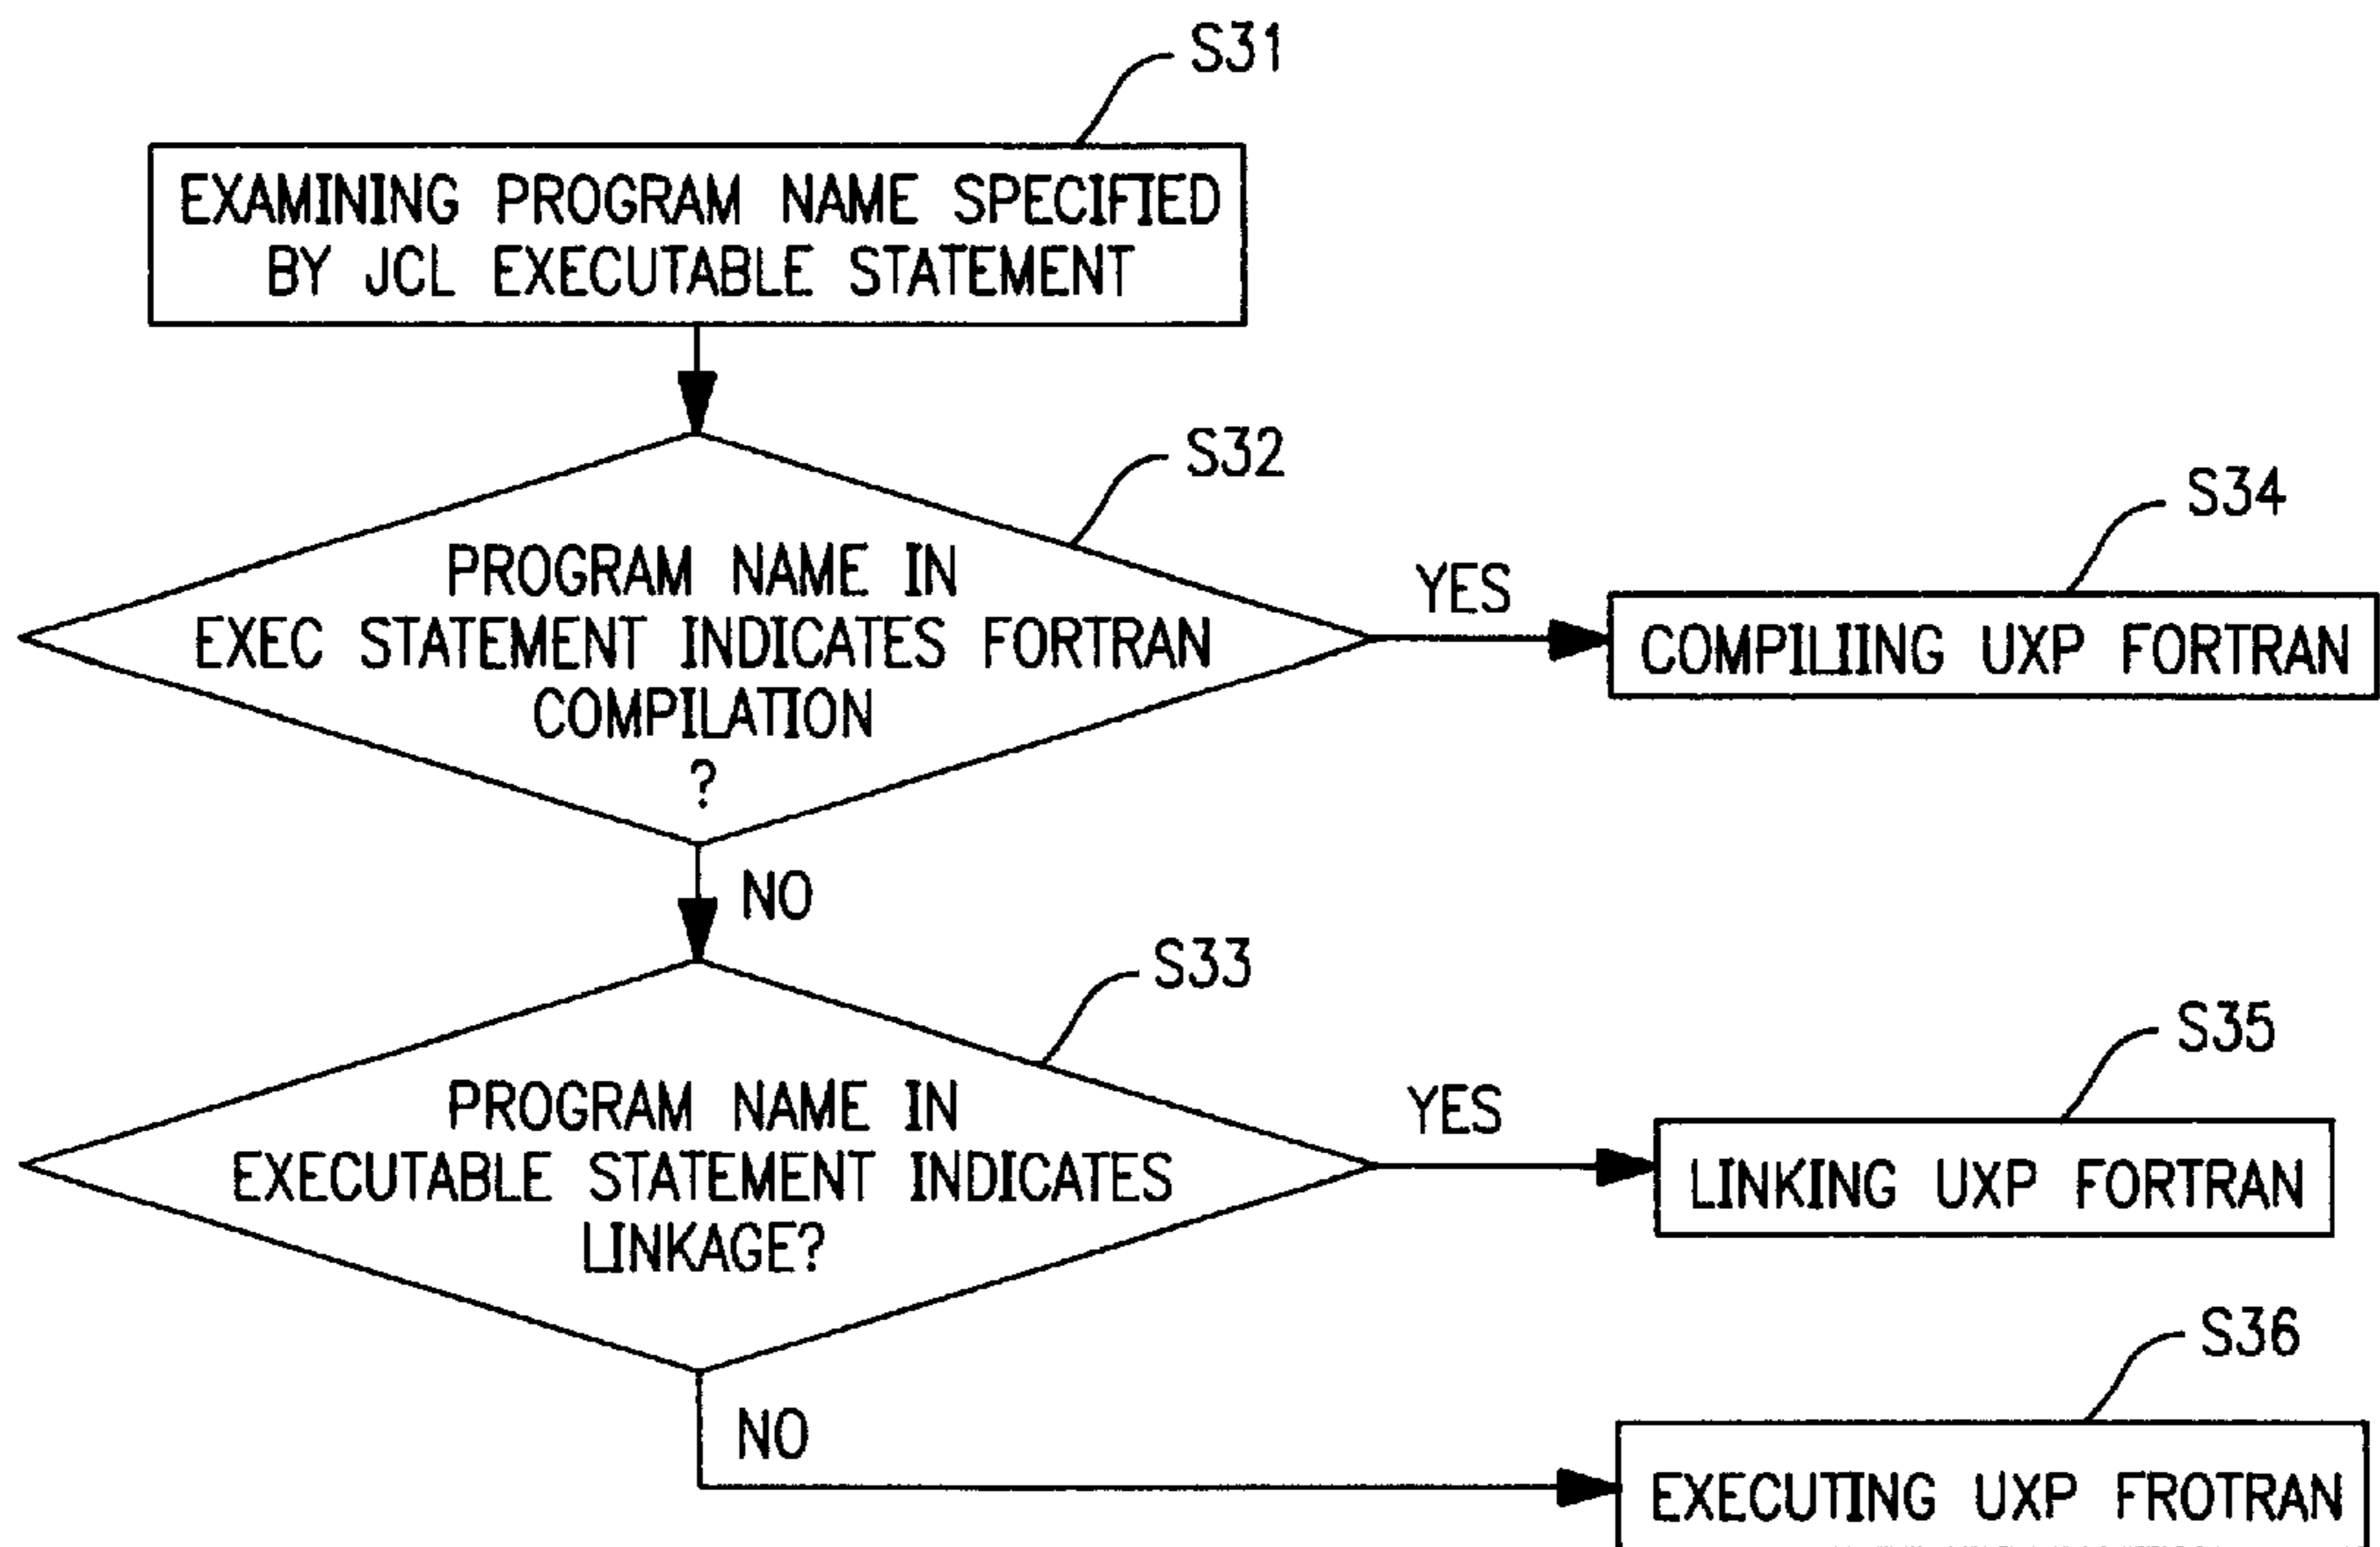 S31
EXAMINING PROGRAM NAME SPECIFIED
BY JCL EXECUTABLE STATEMENT
S32
PROGRAM NAME IN
EXEC STATEMENT INDICATES FORTRAN
COMPILATION
?
YES
S34
COMPILIING UXP FORTRAN
NO
S33
PROGRAM NAME IN
EXECUTABLE STATEMENT INDICATES
LINKAGE?
YES
S35
LINKING UXP FORTRAN
NO
S36
EXECUTING UXP FROTRAN